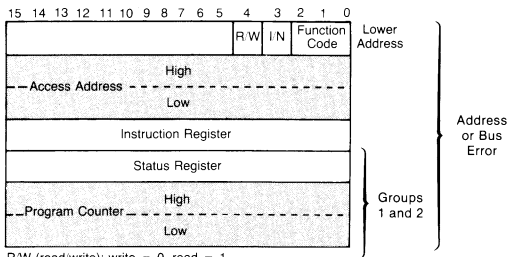 15 14 13 12 11 10 9 8 7 6 5 4 3 2 1 0
R/W I/N Function Code
Lower Address
High
Access Address
Low
Instruction Register
Status Register
High
Program Counter
Low
Groups 1 and 2
Address or Bus Error
R/W (read/write): write = 0, read = 1